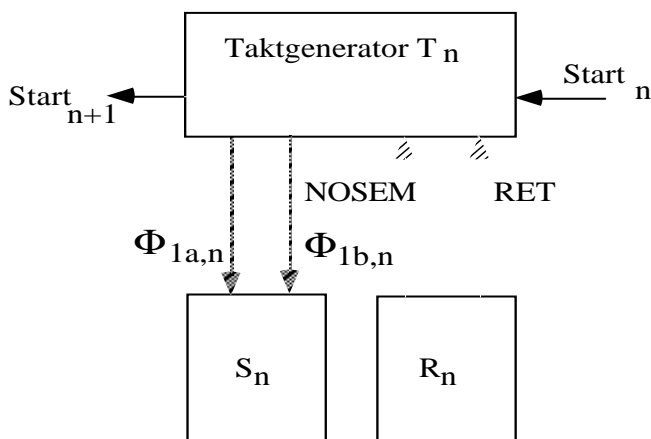 Taktgenerator T n
Start n
Start n+1
NOSEM RET
Φ1a,n Φ1b,n
Sn Rn